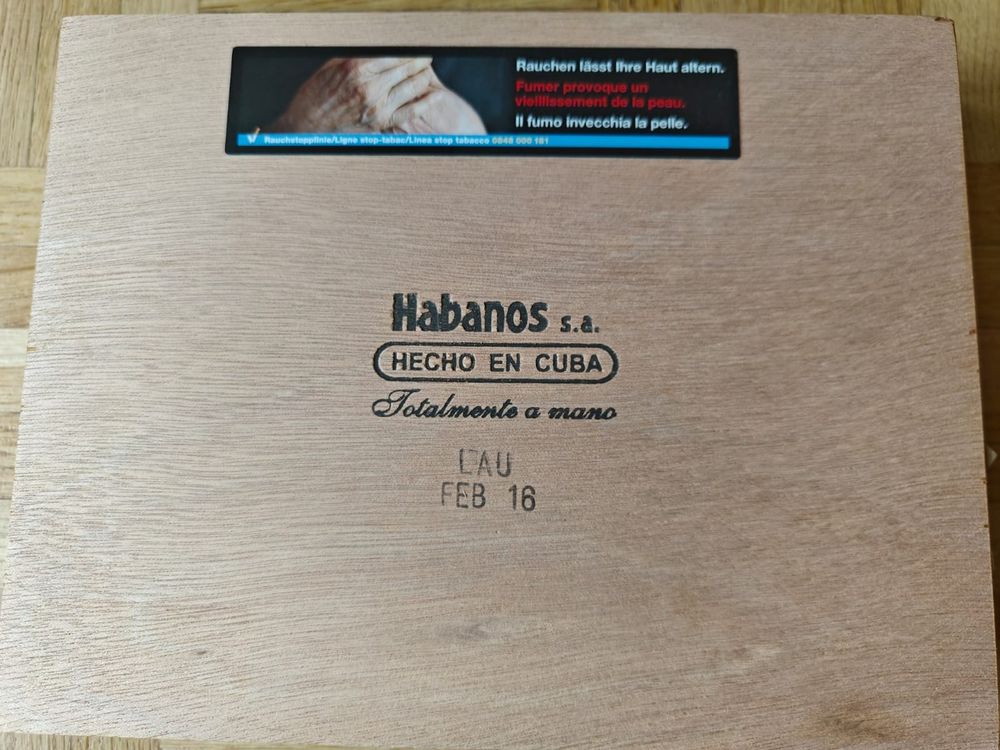 Rauchen lässt Ihre Haut altern.
Fumer provoque un
vieillissement de la peau.
Il fumo invecchia la pelle.
Rauchstopplinie/Ligne stop-tabac/Linea stop tabacco 0848 000 181
Habanos s.a.
HECHO EN CUBA
Totalmente a mano
LAU
FEB 16